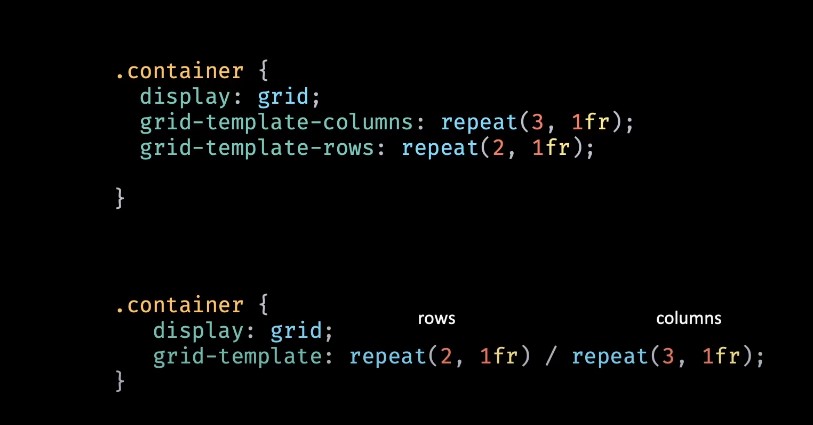 .container {
display: grid;
grid-template-columns: repeat(3, 1fr);
grid-template-rows: repeat(2, 1fr);
}
.container {
rows columns
display: grid;
grid-template: repeat(2, 1fr) / repeat(3, 1fr);
}